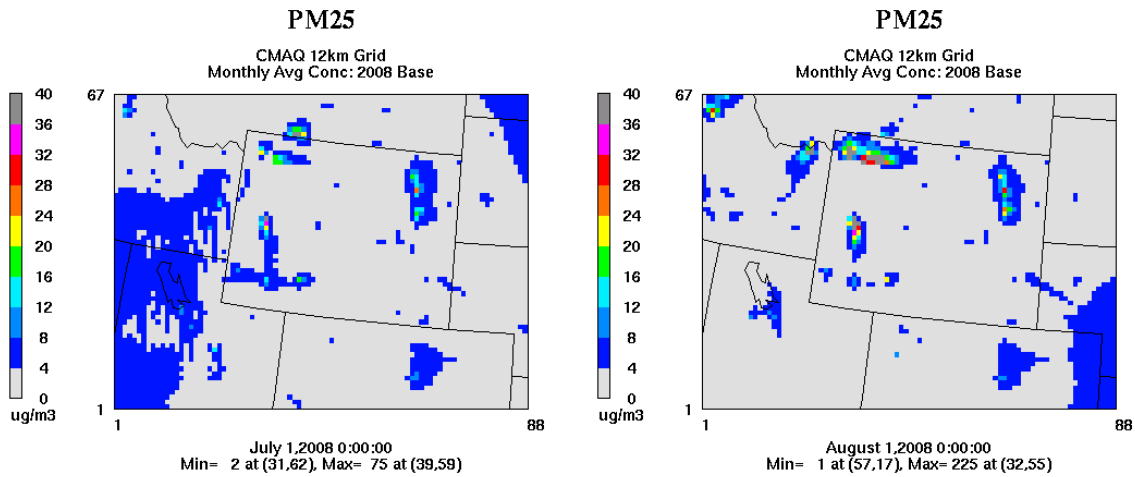 PM25
CMAQ 12km Grid
Monthly Avg Conc: 2008 Base
40
36
32
28
24
20
16
12
8
4
0
ug/m3
67
1
1
88
July 1,2008 0:00:00
Min= 2 at (31,62), Max= 75 at (39,59)
PM25
CMAQ 12km Grid
Monthly Avg Conc: 2008 Base
40
36
32
28
24
20
16
12
8
4
0
ug/m3
67
1
1
88
August 1,2008 0:00:00
Min= 1 at (57,17), Max= 225 at (32,55)